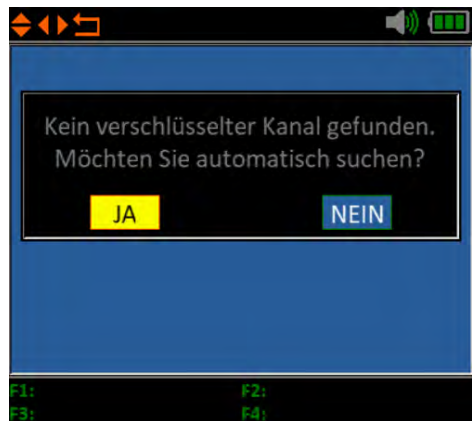 Kein verschlüsselter Kanal gefunden.
Möchten Sie automatisch suchen?
JA NEIN
F1: F2:
F3: F4: